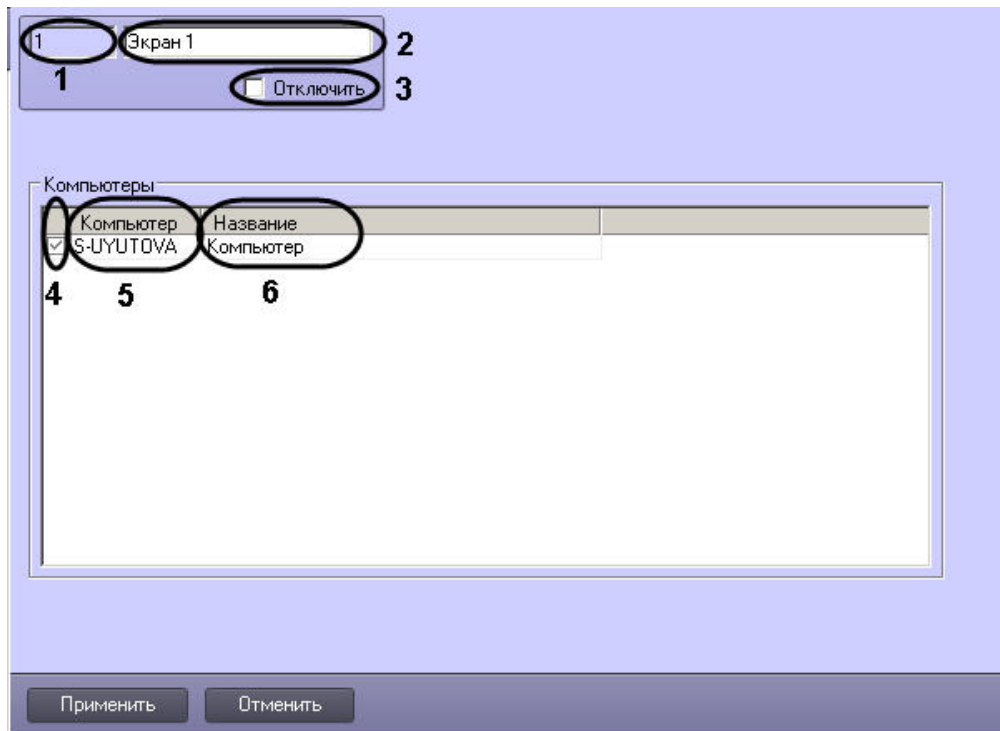 1 Экран 1 2
1 Отключить 3
Компьютеры
Компьютер Название
S-UYUTOVA Компьютер
4 5 6
Применить Отменить